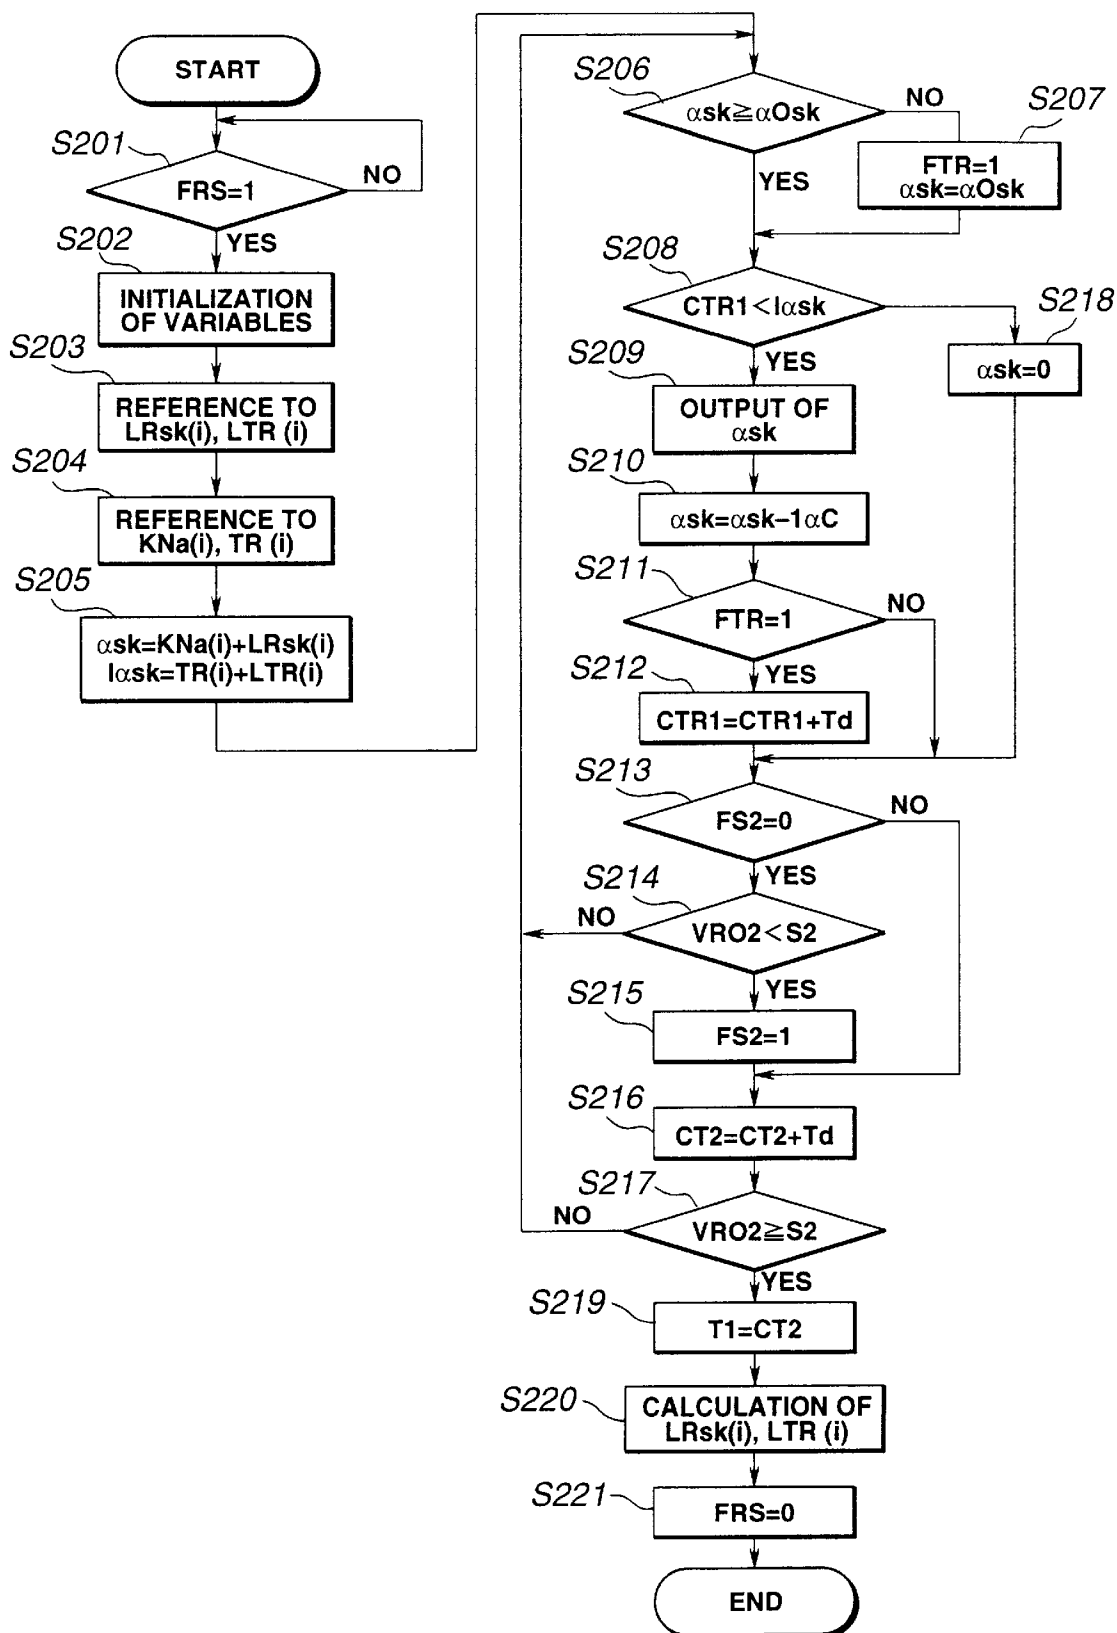 START
S201
FRS=1
NO
YES
S202
INITIALIZATION
OF VARIABLES
S203
REFERENCE TO
LRsk(i), LTR (i)
S204
REFERENCE TO
KNa(i), TR (i)
S205
αsk=KNa(i)+LRsk(i)
lαsk=TR(i)+LTR(i)
S206
αsk≧αOsk
NO
YES
S207
FTR=1
αsk=αOsk
S208
CTR1<lαsk
YES
S218
αsk=0
S209
OUTPUT OF
αsk
S210
αsk=αsk–1αC
S211
FTR=1
NO
YES
S212
CTR1=CTR1+Td
S213
FS2=0
NO
YES
S214
NO
VRO2<S2
YES
S215
FS2=1
S216
CT2=CT2+Td
S217
NO
VRO2≧S2
YES
S219
T1=CT2
S220
CALCULATION OF
LRsk(i), LTR (i)
S221
FRS=0
END